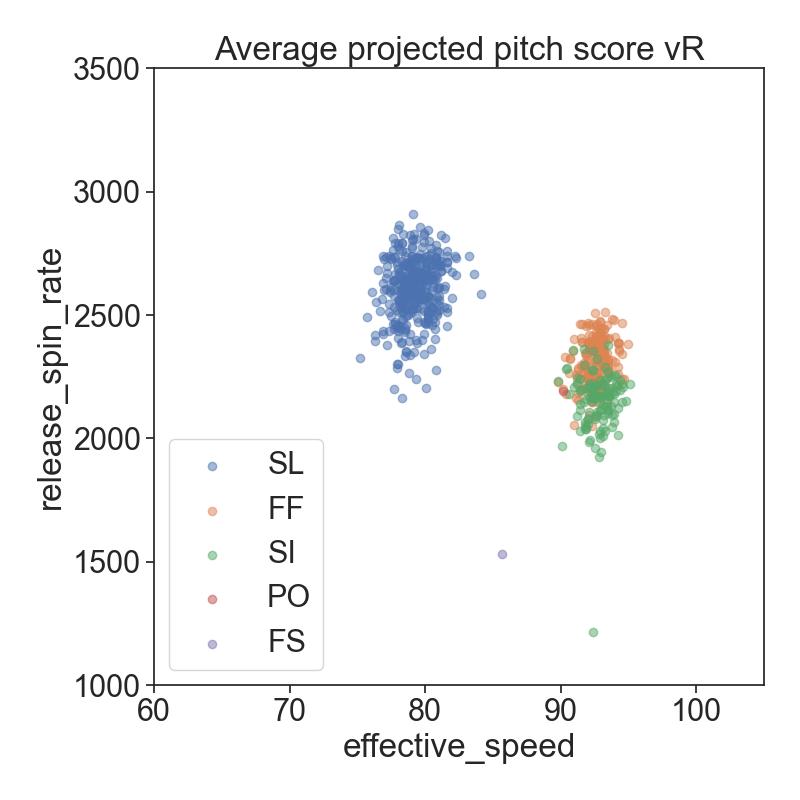 Average projected pitch score vR
release_spin_rate
3500
3000
2500
2000
1500
1000
SL
FF
SI
PO
FS
60 70 80 90 100
effective_speed